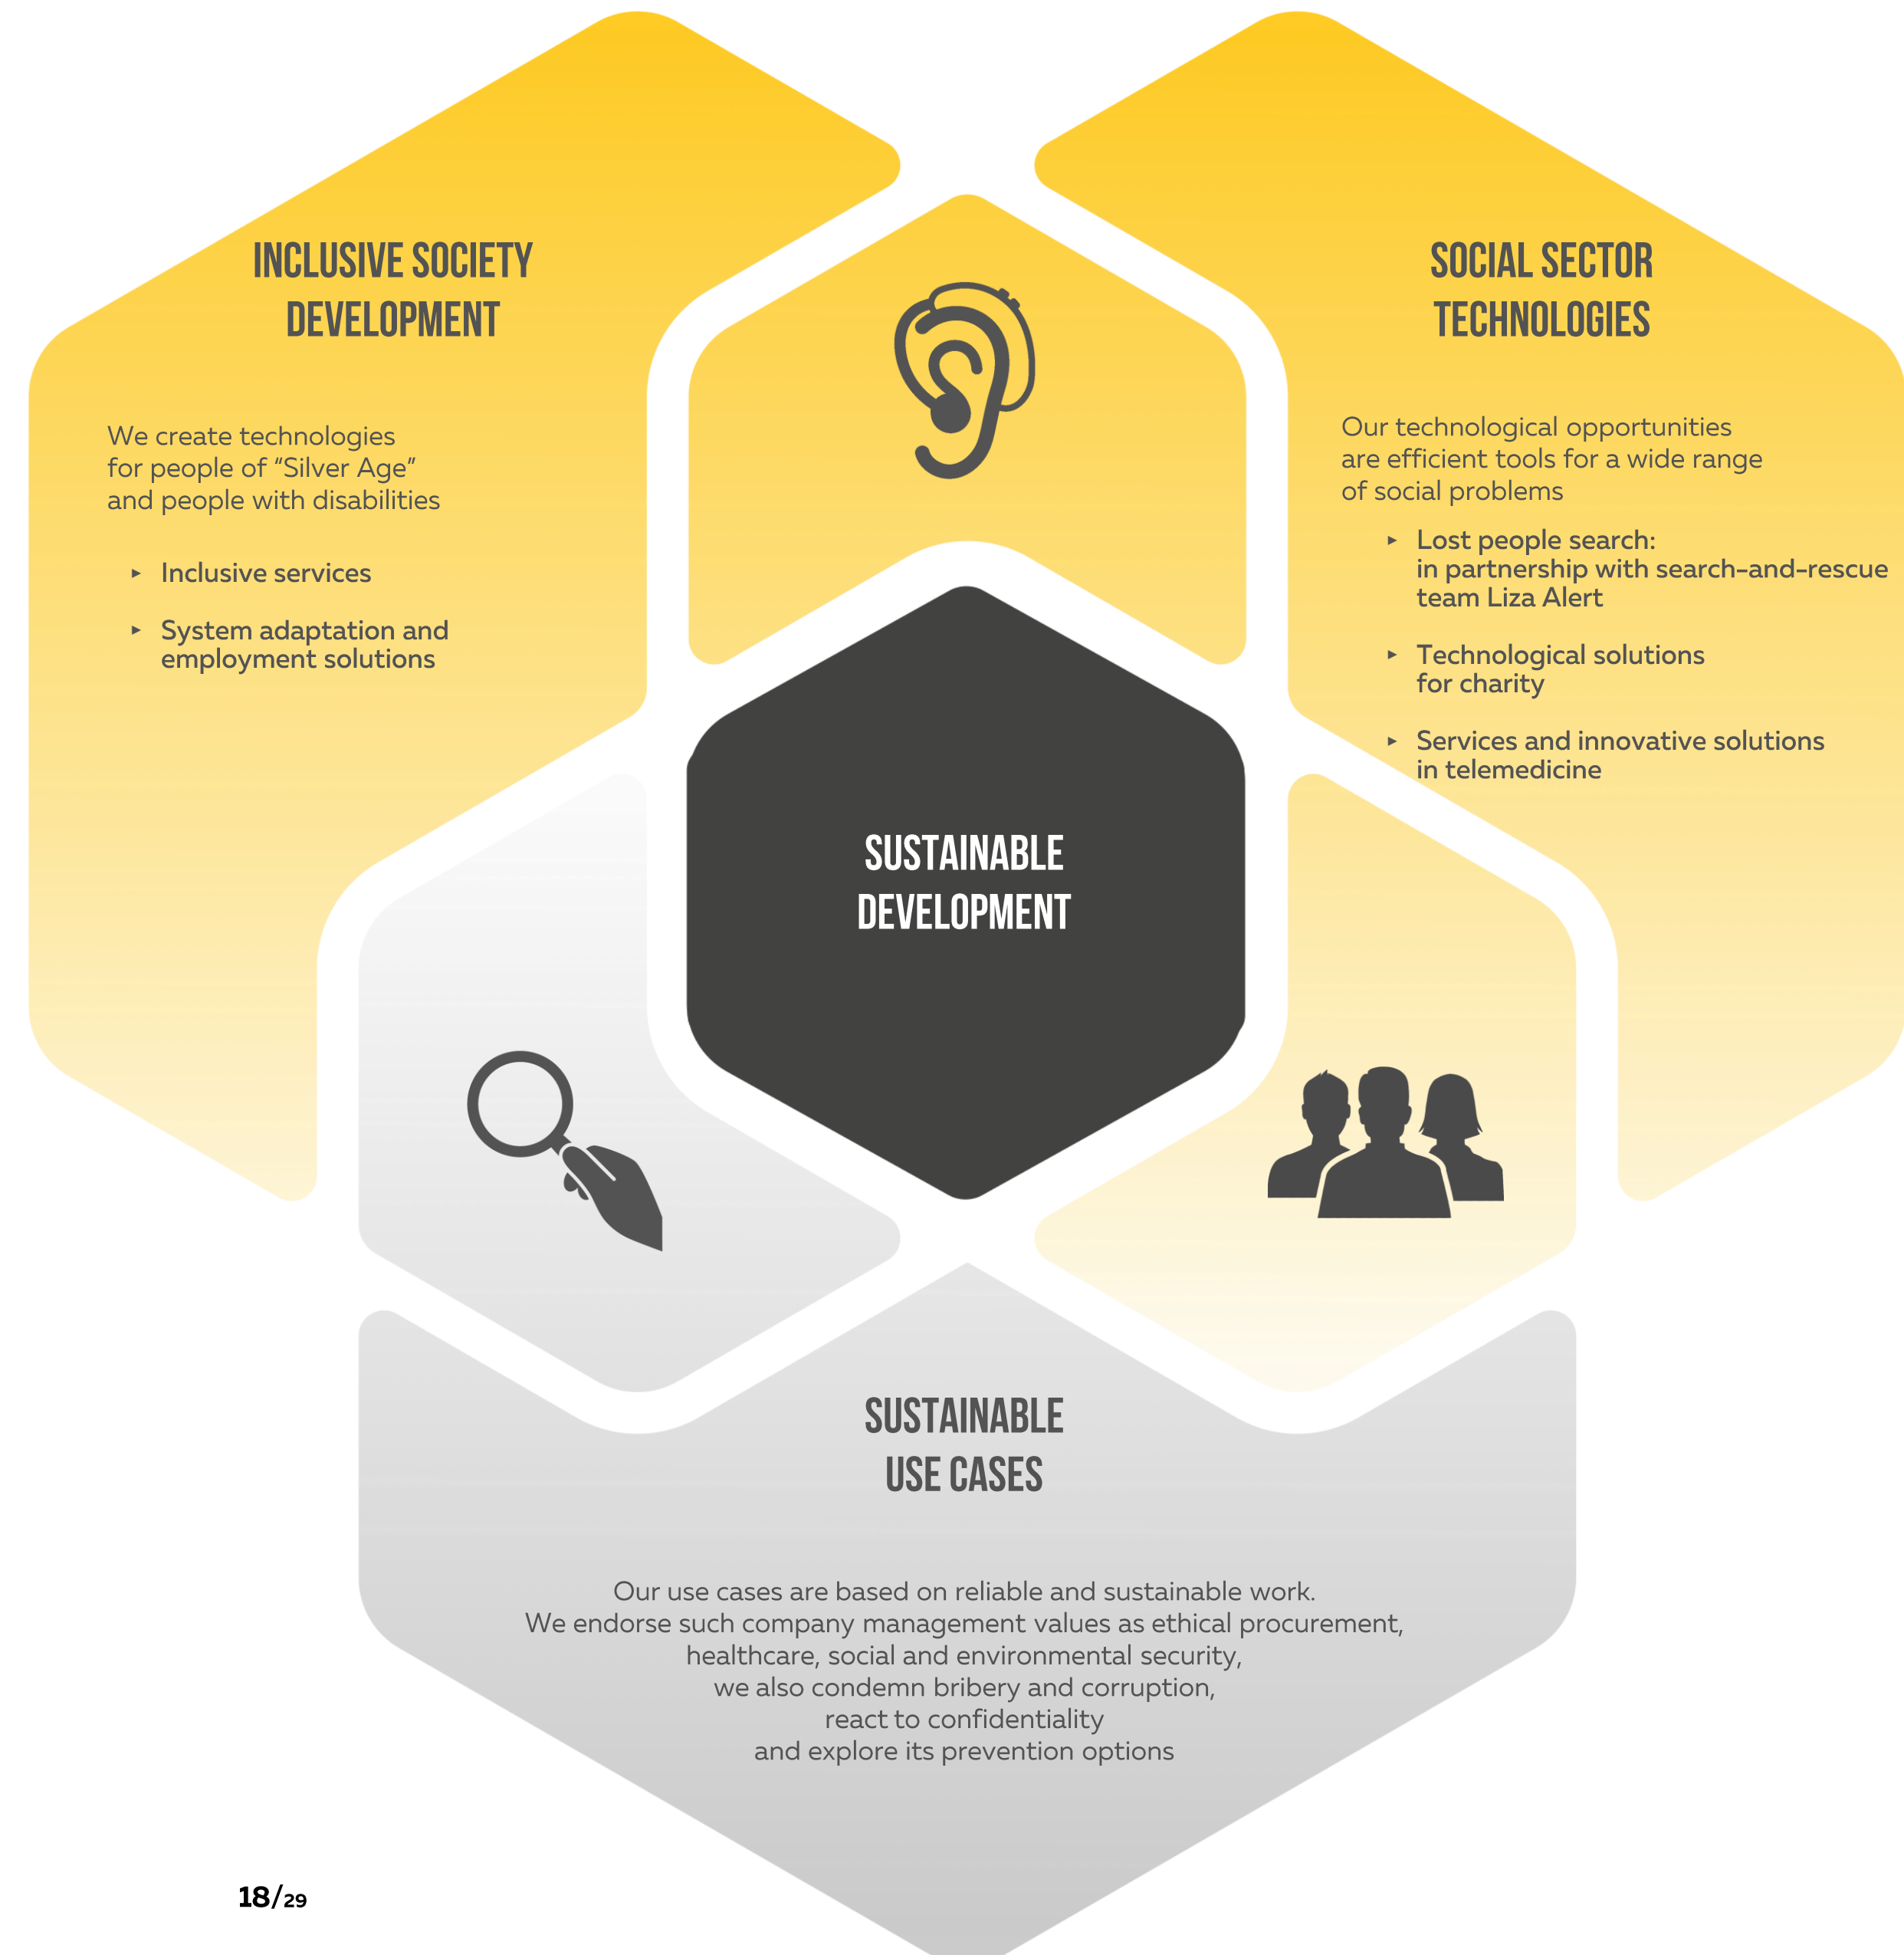 INCLUSIVE SOCIETY
DEVELOPMENT
We create technologies
for people of “Silver Age”
and people with disabilities
▸ Inclusive services
▸ System adaptation and
employment solutions
SOCIAL SECTOR
TECHNOLOGIES
Our technological opportunities
are efficient tools for a wide range
of social problems
▸ Lost people search:
in partnership with search-and-rescue
team Liza Alert
▸ Technological solutions
for charity
▸ Services and innovative solutions
in telemedicine
SUSTAINABLE
DEVELOPMENT
SUSTAINABLE
USE CASES
Our use cases are based on reliable and sustainable work.
We endorse such company management values as ethical procurement,
healthcare, social and environmental security,
we also condemn bribery and corruption,
react to confidentiality
and explore its prevention options
18/29